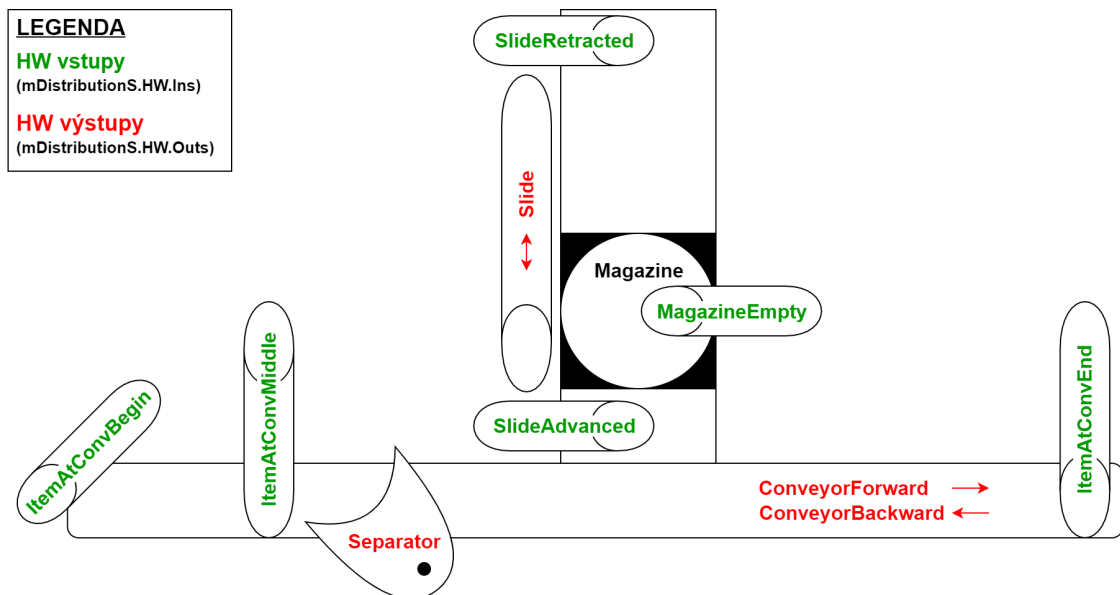 LEGENDA
HW vstupy
(mDistributionS.HW.Ins)
HW výstupy
(mDistributionS.HW.Outs)
SlideRetracted
Slide
Magazine
MagazineEmpty
SlideAdvanced
ItemAtConvBegin
ItemAtConvMiddle
ItemAtConvEnd
ConveyorForward
ConveyorBackward
Separator